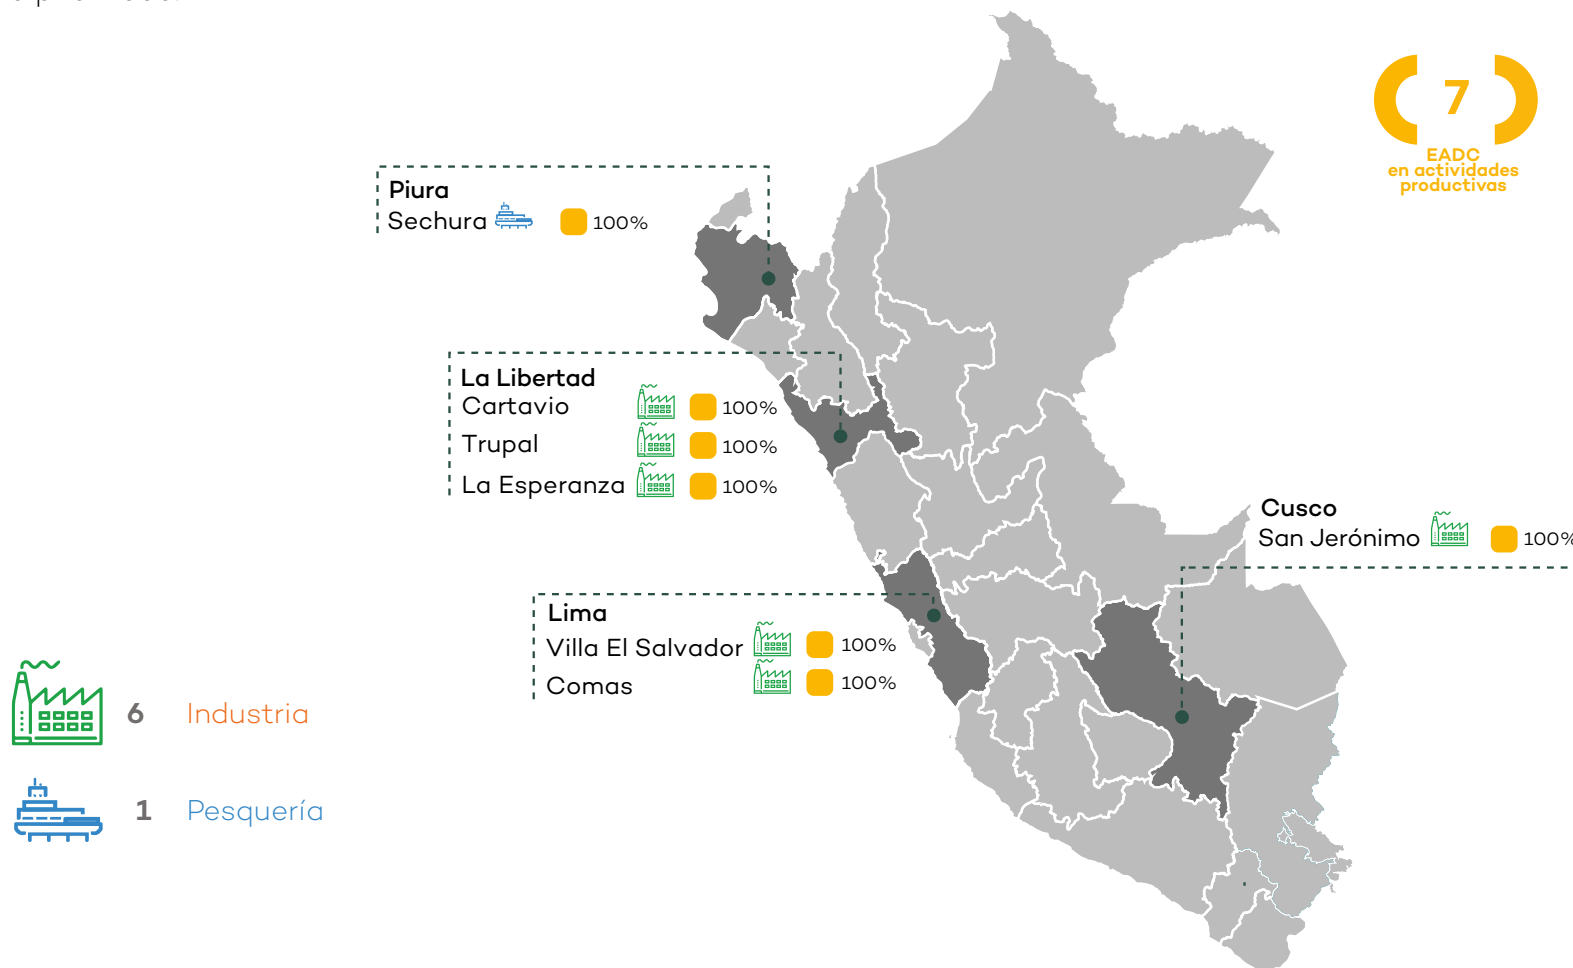 7
EADC
en actividades
productivas
Piura
Sechura 100%
La Libertad
Cartavio 100%
Trupal 100%
La Esperanza 100%
Cusco
San Jerónimo 100%
Lima
Villa El Salvador 100%
Comas 100%
6 Industria
1 Pesquería